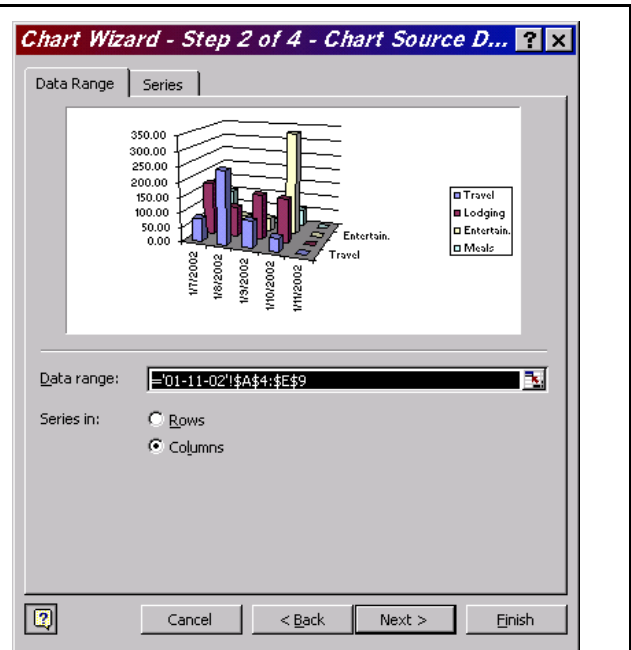 Chart Wizard - Step 2 of 4 - Chart Source D...
Data Range Series
350.00
300.00
250.00
200.00
150.00
100.00
50.00
0.00
1/7/2002
1/8/2002
1/9/2002
1/10/2002
1/11/2002
Entertain.
Travel
Travel
Lodging
Entertain.
Meals
Data range: ='01-11-02'!$A$4:$E$9
Series in: Rows
Columns
Cancel < Back Next > Finish